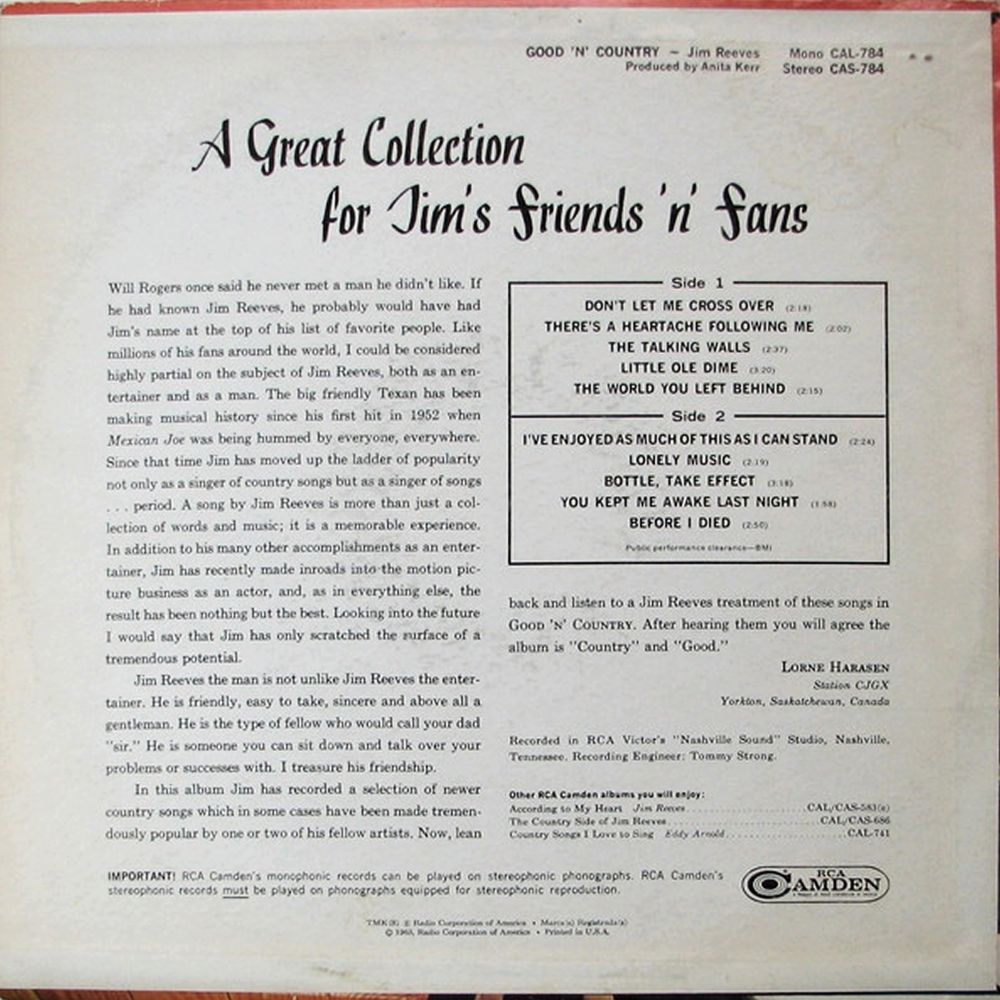 GOOD 'N' COUNTRY – Jim Reeves Mono CAL-784
Produced by Anita Kerr Stereo CAS-784
A Great Collection
for Jim's Friends 'n' Fans
Will Rogers once said he never met a man he didn't like. If
he had known Jim Reeves, he probably would have had
Jim's name at the top of his list of favorite people. Like
millions of his fans around the world, I could be considered
highly partial on the subject of Jim Reeves, both as an en-
tertainer and as a man. The big friendly Texan has been
making musical history since his first hit in 1952 when
Mexican Joe was being hummed by everyone, everywhere.
Since that time Jim has moved up the ladder of popularity
not only as a singer of country songs but as a singer of songs
. . . period. A song by Jim Reeves is more than just a col-
lection of words and music; it is a memorable experience.
In addition to his many other accomplishments as an enter-
tainer, Jim has recently made inroads into the motion pic-
ture business as an actor, and, as in everything else, the
result has been nothing but the best. Looking into the future
I would say that Jim has only scratched the surface of a
tremendous potential.
Jim Reeves the man is not unlike Jim Reeves the enter-
tainer. He is friendly, easy to take, sincere and above all a
gentleman. He is the type of fellow who would call your dad
"sir." He is someone you can sit down and talk over your
problems or successes with. I treasure his friendship.
In this album Jim has recorded a selection of newer
country songs which in some cases have been made tremen-
dously popular by one or two of his fellow artists. Now, lean
Side 1
DON'T LET ME CROSS OVER (2:18)
THERE'S A HEARTACHE FOLLOWING ME (2:02)
THE TALKING WALLS (2:37)
LITTLE OLE DIME (3:20)
THE WORLD YOU LEFT BEHIND (2:15)
Side 2
I'VE ENJOYED AS MUCH OF THIS AS I CAN STAND (2:24)
LONELY MUSIC (2:19)
BOTTLE, TAKE EFFECT (3:18)
YOU KEPT ME AWAKE LAST NIGHT (1:58)
BEFORE I DIED (2:50)
Public performance clearance—BMI
back and listen to a Jim Reeves treatment of these songs in
GOOD 'N' COUNTRY. After hearing them you will agree the
album is "Country" and "Good."
LORNE HARASEN
Station CJGX
Yorkton, Saskatchewan, Canada
Recorded in RCA Victor's "Nashville Sound" Studio, Nashville,
Tennessee. Recording Engineer: Tommy Strong.
Other RCA Camden albums you will enjoy:
According to My Heart Jim Reeves CAL/CAS-583(e)
The Country Side of Jim Reeves CAL/CAS-686
Country Songs I Love to Sing Eddy Arnold CAL-741
IMPORTANT! RCA Camden's monophonic records can be played on stereophonic phonographs. RCA Camden's
stereophonic records must be played on phonographs equipped for stereophonic reproduction.
RCA
CAMDEN
TMK(s) ® Radio Corporation of America • Marca(s) Registrada(s)
© 1963, Radio Corporation of America • Printed in U.S.A.